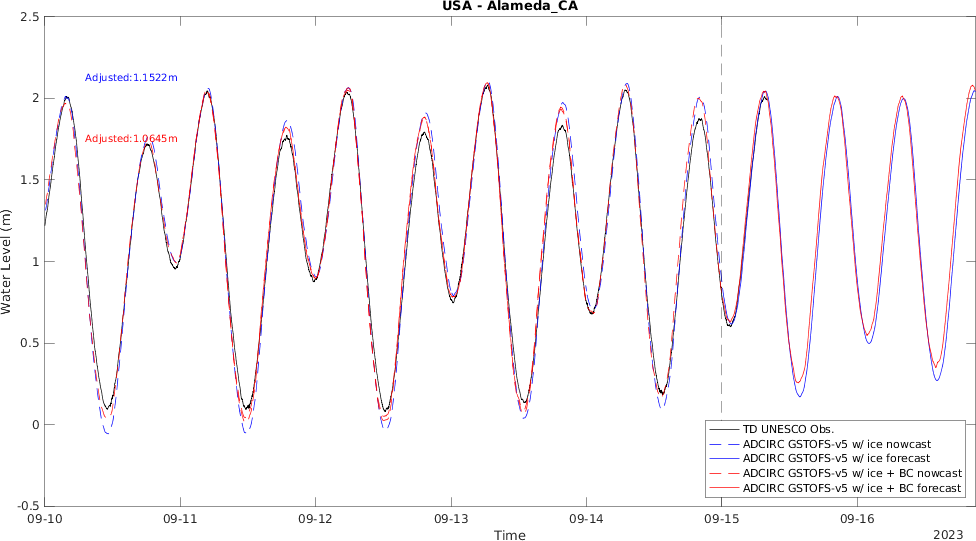 USA - Alameda_CA
2.5
2
1.5
1
0.5
0
-0.5
Water Level (m)
Adjusted:1.1522m
Adjusted:1.0645m
TD UNESCO Obs.
ADCIRC GSTOFS-v5 w/ ice nowcast
ADCIRC GSTOFS-v5 w/ ice forecast
ADCIRC GSTOFS-v5 w/ ice + BC nowcast
ADCIRC GSTOFS-v5 w/ ice + BC forecast
09-10 09-11 09-12 09-13 09-14 09-15 09-16
Time
2023